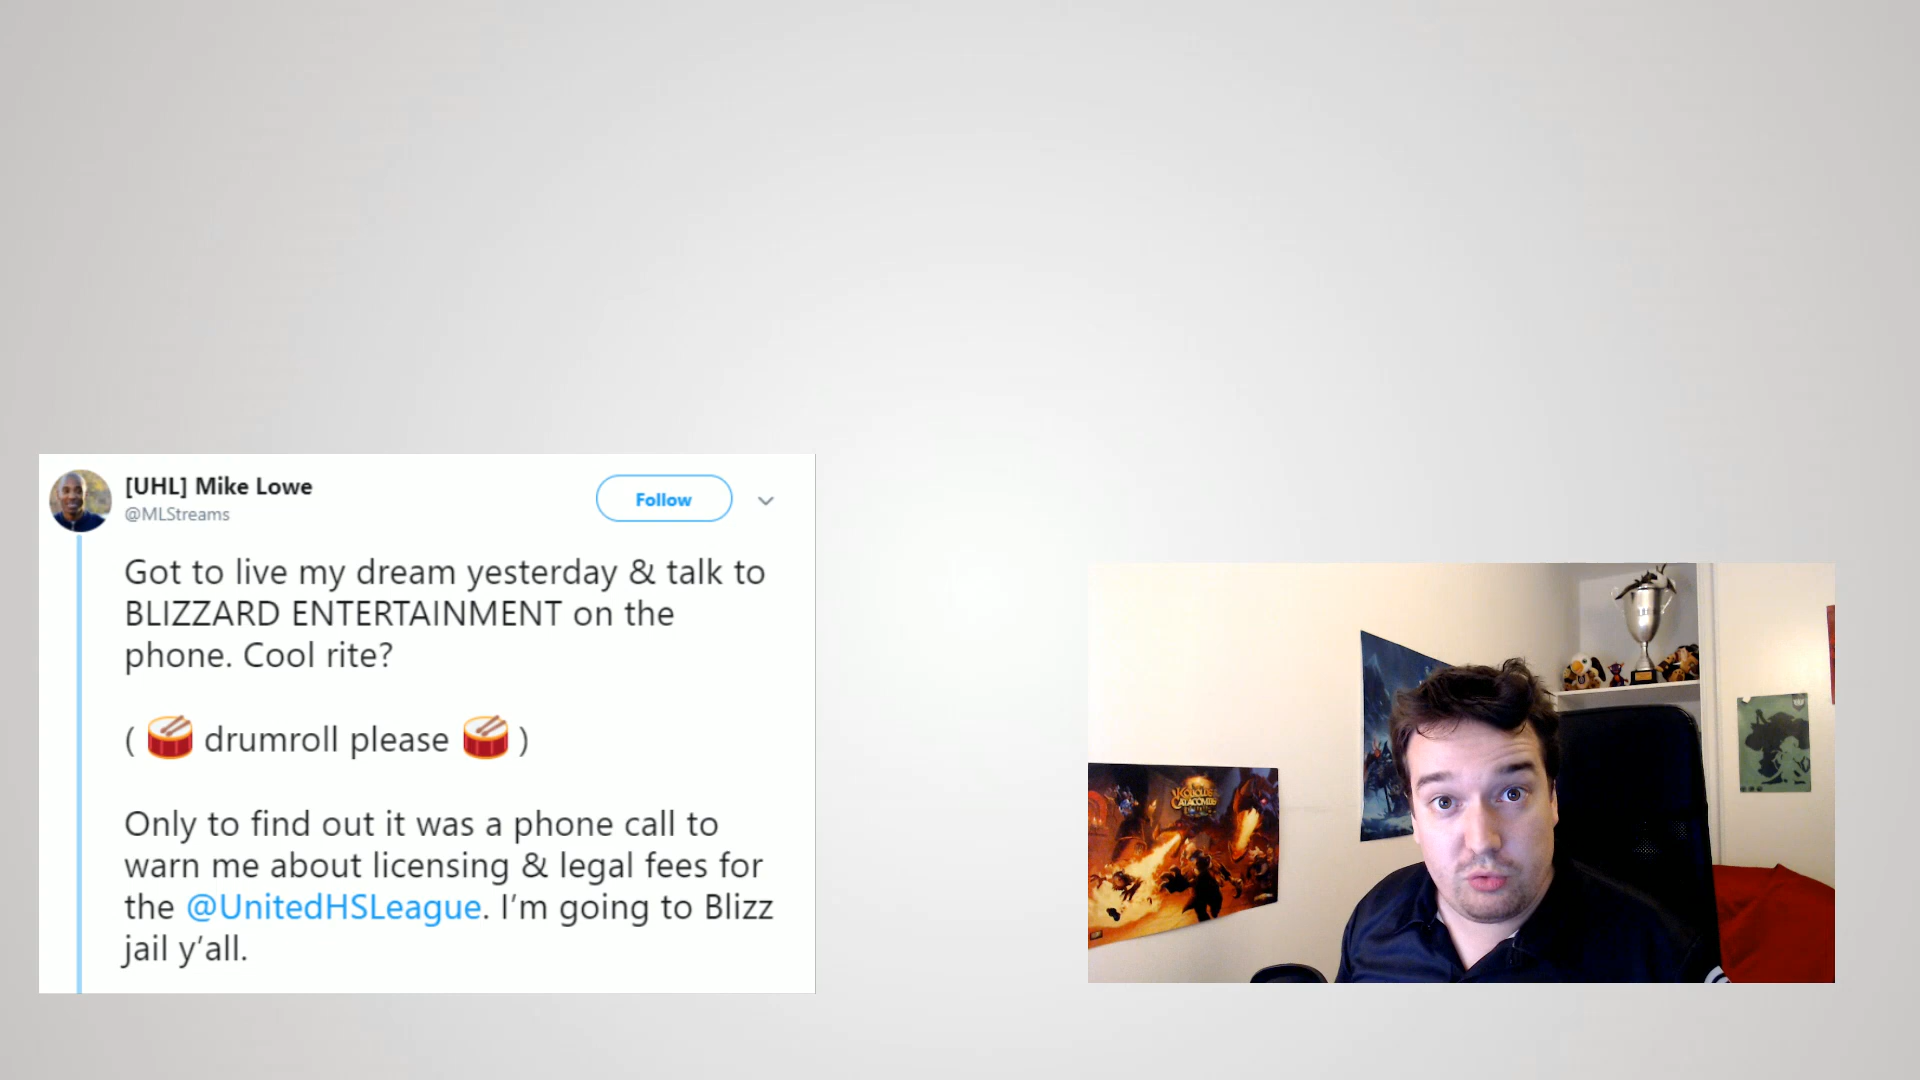 [UHL] Mike Lowe
@MLStreams
Follow
Got to live my dream yesterday & talk to
BLIZZARD ENTERTAINMENT on the
phone. Cool rite?
( 🥁 drumroll please 🥁 )
Only to find out it was a phone call to
warn me about licensing & legal fees for
the @UnitedHSLeague. I'm going to Blizz
jail y'all.
KOBOLDS
CATACOMBS